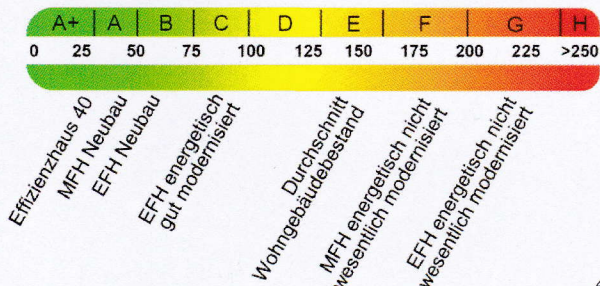 A+ A B C D E F G H
0 25 50 75 100 125 150 175 200 225 >250
Effizienzhaus 40
MFH Neubau
EFH Neubau
EFH energetisch
gut modernisiert
Durchschnitt
Wohngebäudebestand
MFH energetisch nicht
wesentlich modernisiert
EFH energetisch nicht
wesentlich modernisiert